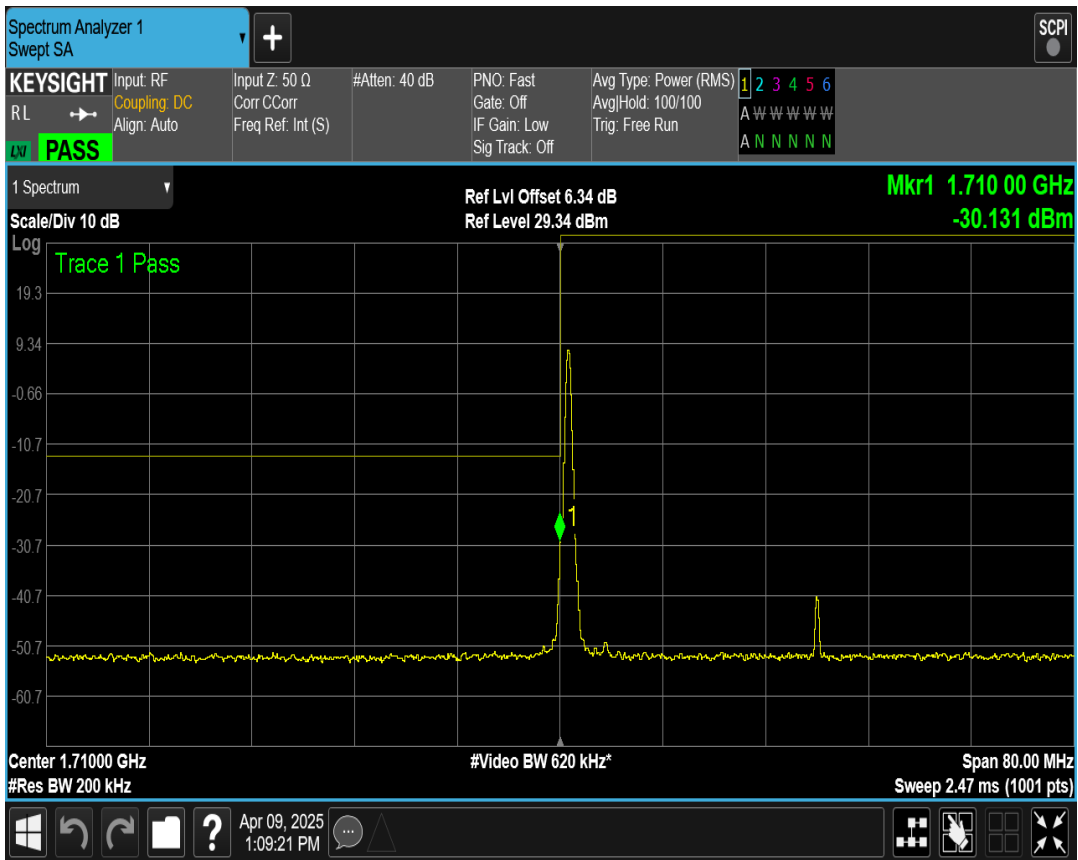 Spectrum Analyzer 1
Swept SA
+
SCPI
KEYSIGHT
RL
LXI PASS
Input: RF
Coupling: DC
Align: Auto
Input Z: 50 Ω
Corr CCorr
Freq Ref: Int (S)
#Atten: 40 dB
PNO: Fast
Gate: Off
IF Gain: Low
Sig Track: Off
Avg Type: Power (RMS)
Avg|Hold: 100/100
Trig: Free Run
1 2 3 4 5 6
A W W W W W
A N N N N N
1 Spectrum
Scale/Div 10 dB
Ref Lvl Offset 6.34 dB
Ref Level 29.34 dBm
Mkr1 1.710 00 GHz
-30.131 dBm
Log
Trace 1 Pass
19.3
9.34
-0.66
-10.7
-20.7
1
-30.7
-40.7
-50.7
-60.7
Center 1.71000 GHz
#Res BW 200 kHz
#Video BW 620 kHz*
Span 80.00 MHz
Sweep 2.47 ms (1001 pts)
?
Apr 09, 2025
1:09:21 PM